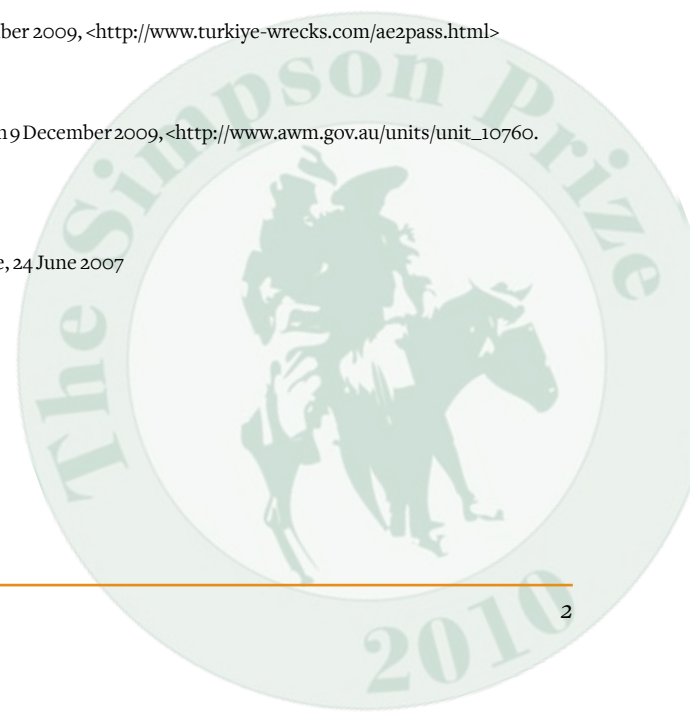 ber 2009, <http://www.turkiye-wrecks.com/ae2pass.html>
n 9 December 2009, <http://www.awm.gov.au/units/unit_10760.
e, 24 June 2007
The Simpson Prize
2
2010